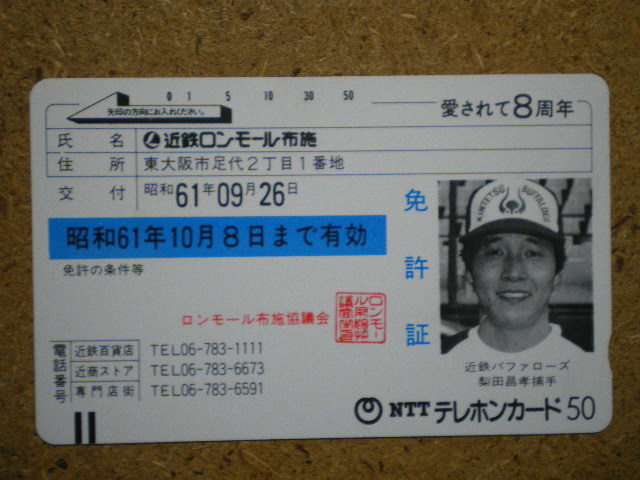 0 1 5 10 30 50
矢印の方向にお入れください。
愛されて8周年
氏名 近鉄ロンモール布施
住所 東大阪市足代2丁目1番地
交付 昭和61年09月26日
昭和61年10月8日まで有効
免許の条件等
免許証
KINTETSU BUFFALOES
ロンモール布施協議会
電話番号
近鉄百貨店 TEL06-783-1111
近商ストア TEL06-783-6673
専門店街 TEL06-783-6591
近鉄バファローズ
梨田昌孝捕手
NTT テレホンカード50